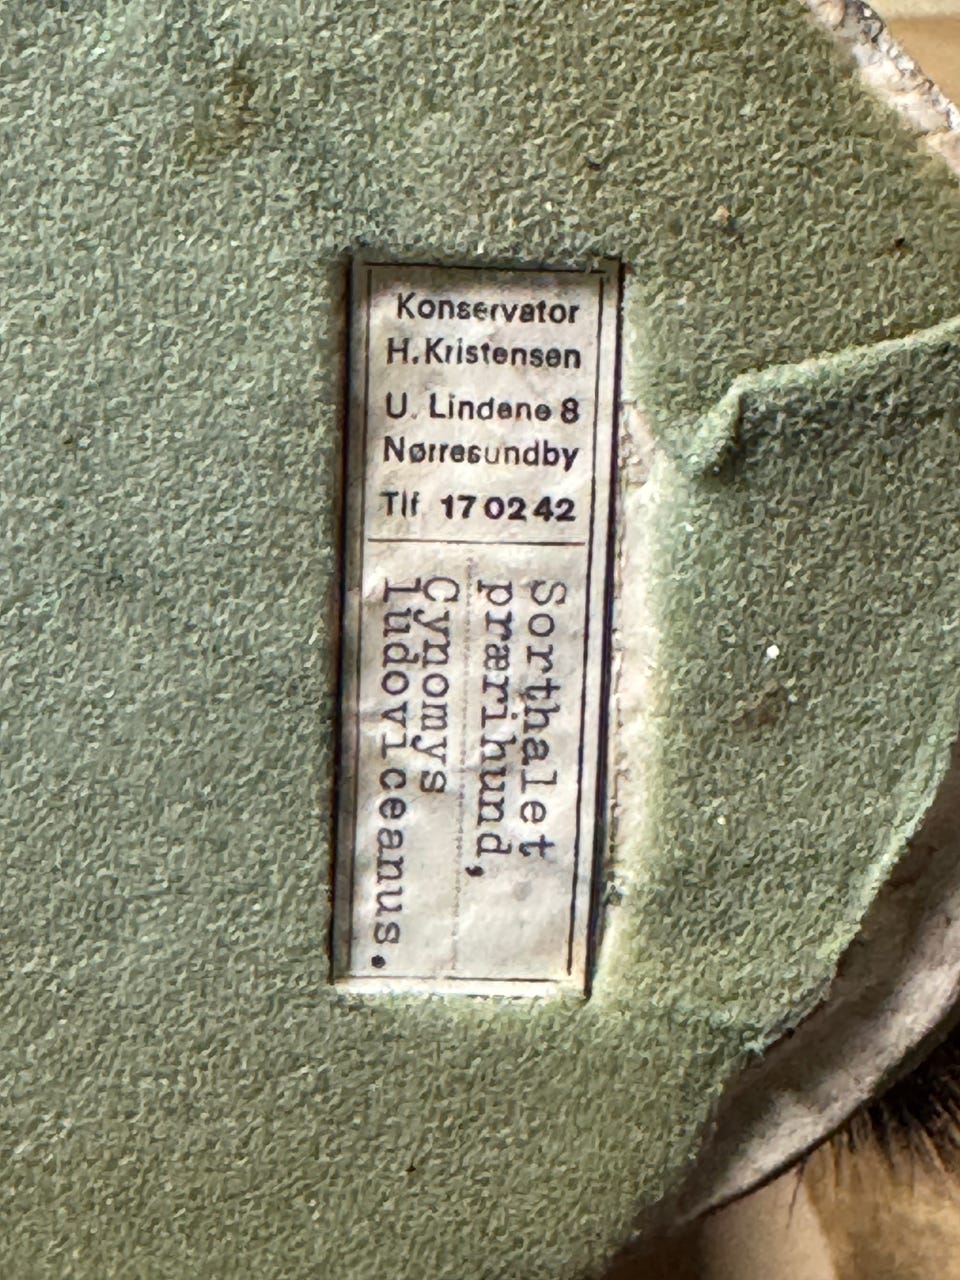 Konservator
H. Kristensen
U. Lindene 8
Nørresundby
Tlf 17 02 42
Sorthalet
prærihund,
Cynomys
ludoviceanus.